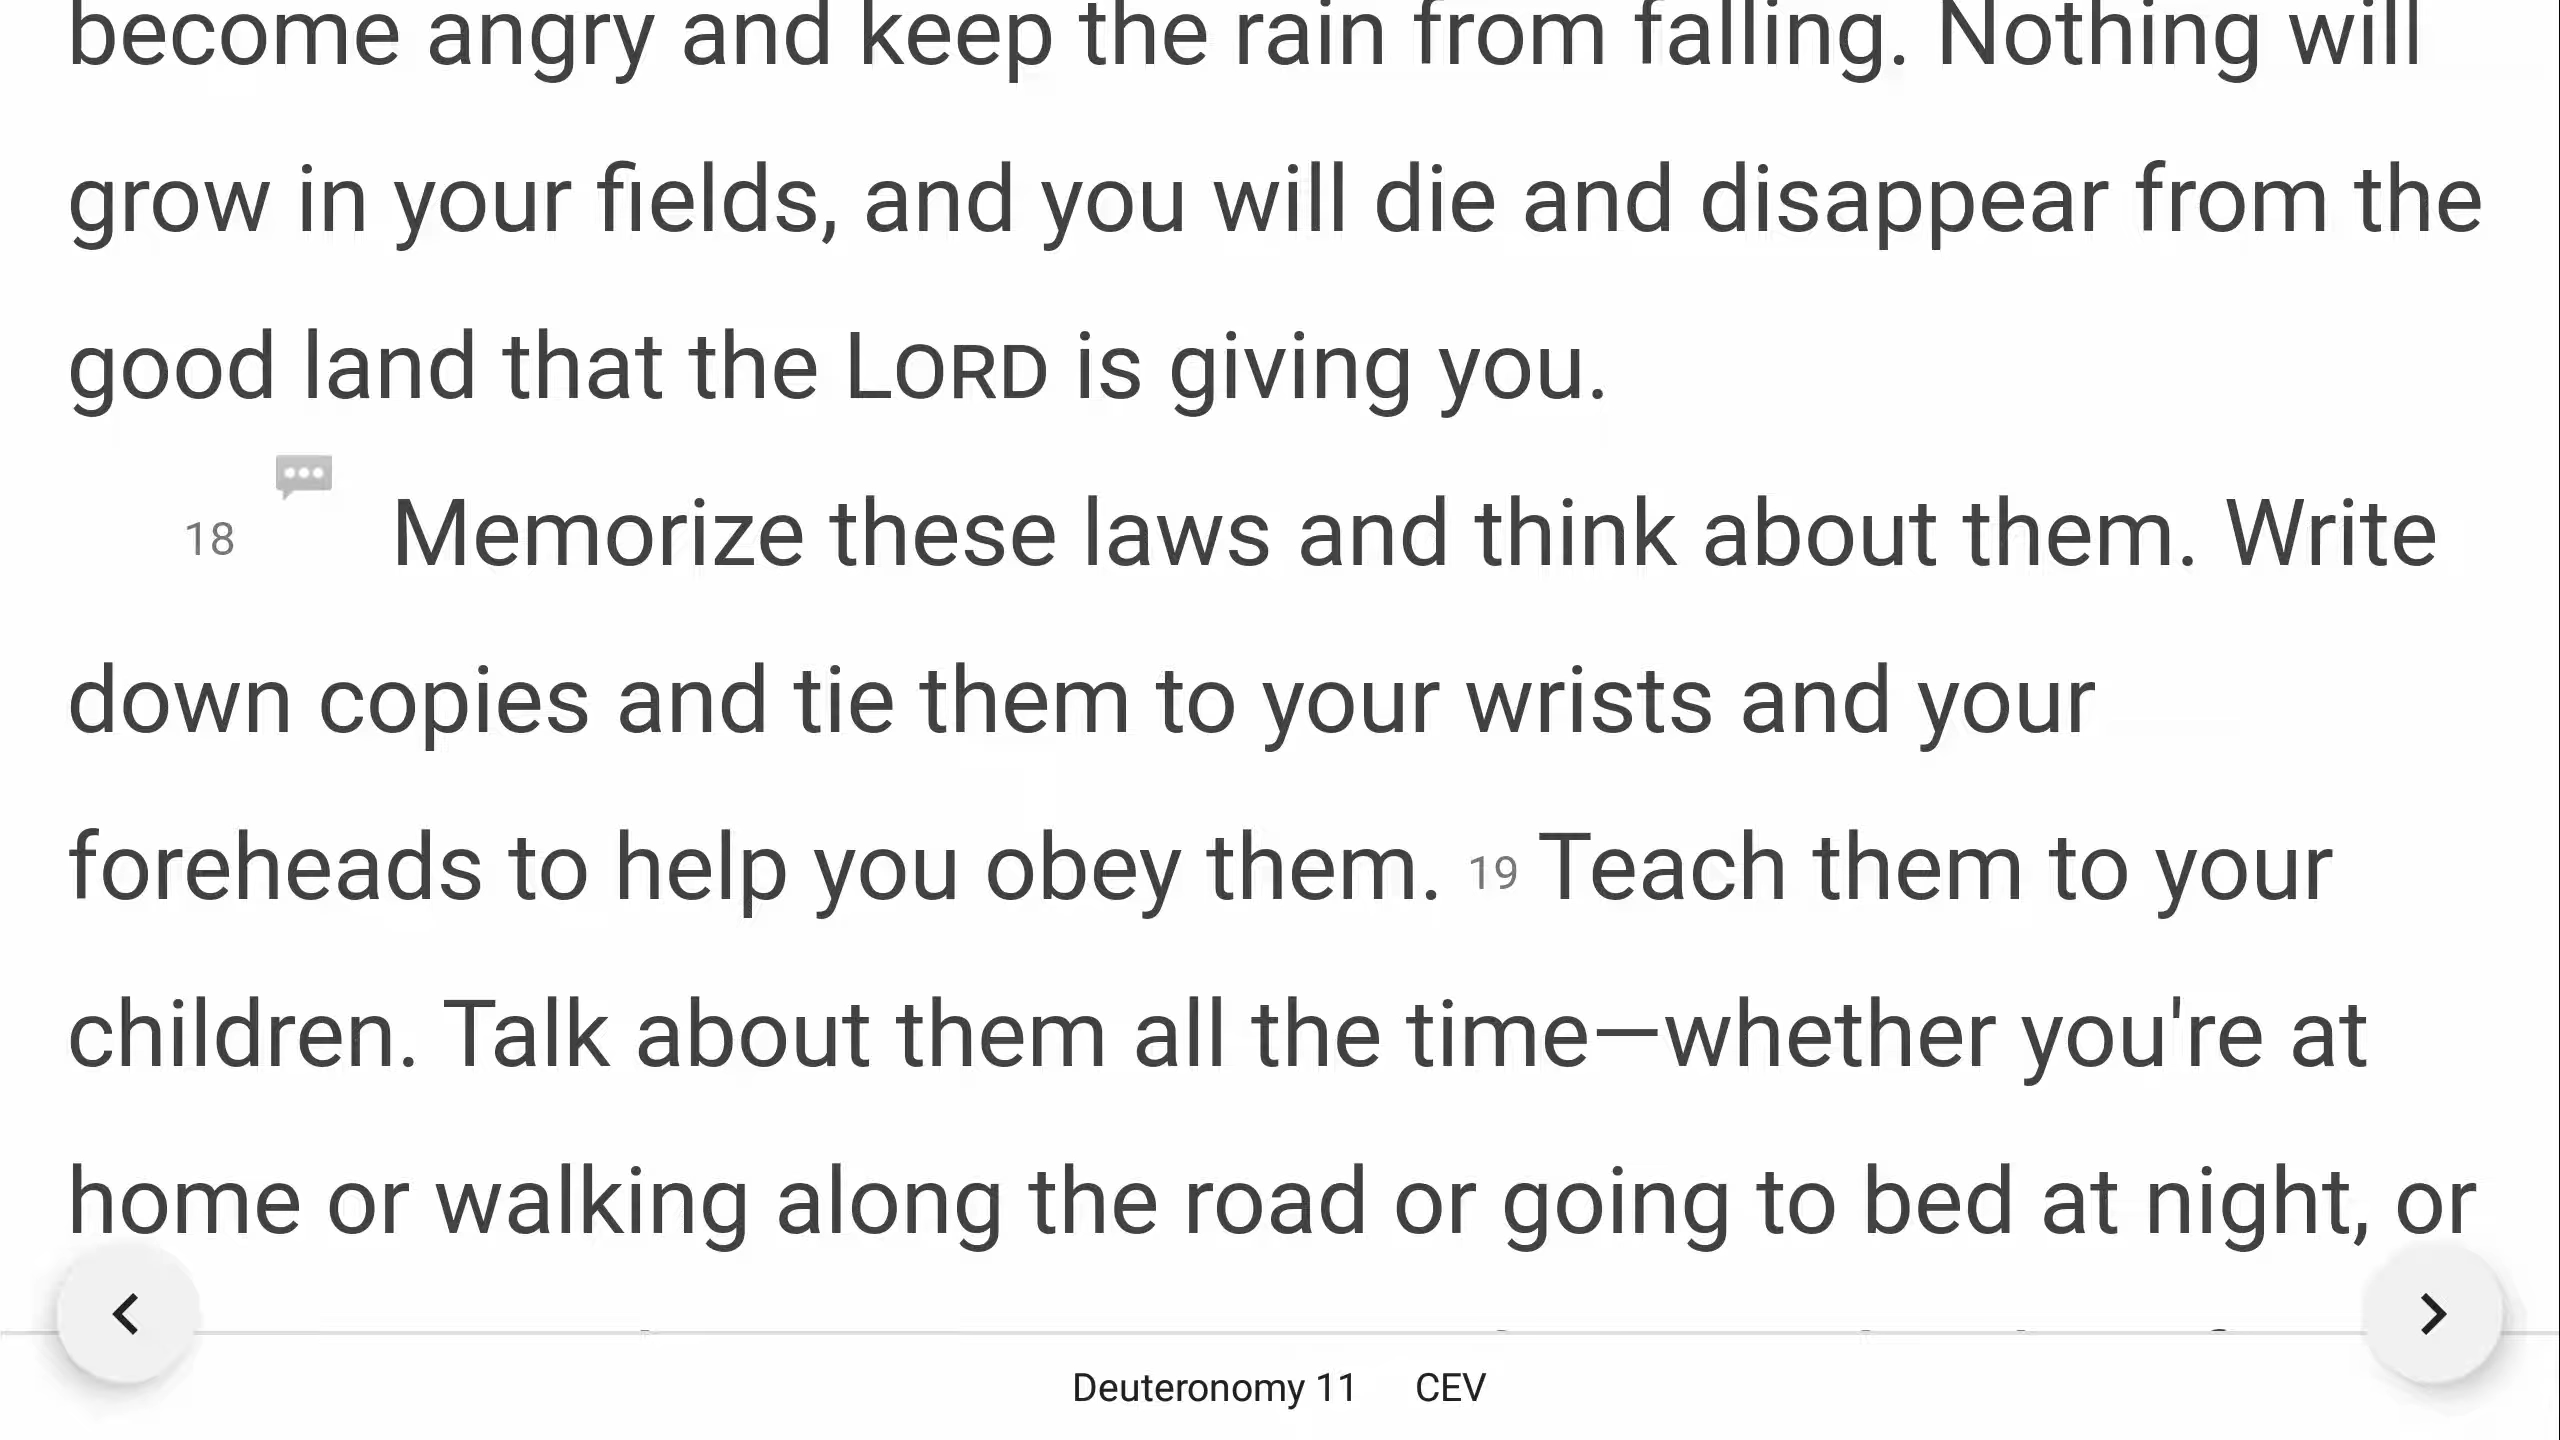 become angry and keep the rain from falling. Nothing will
grow in your fields, and you will die and disappear from the
good land that the LORD is giving you.
18 Memorize these laws and think about them. Write
down copies and tie them to your wrists and your
foreheads to help you obey them. 19 Teach them to your
children. Talk about them all the time—whether you're at
home or walking along the road or going to bed at night, or
Deuteronomy 11 CEV